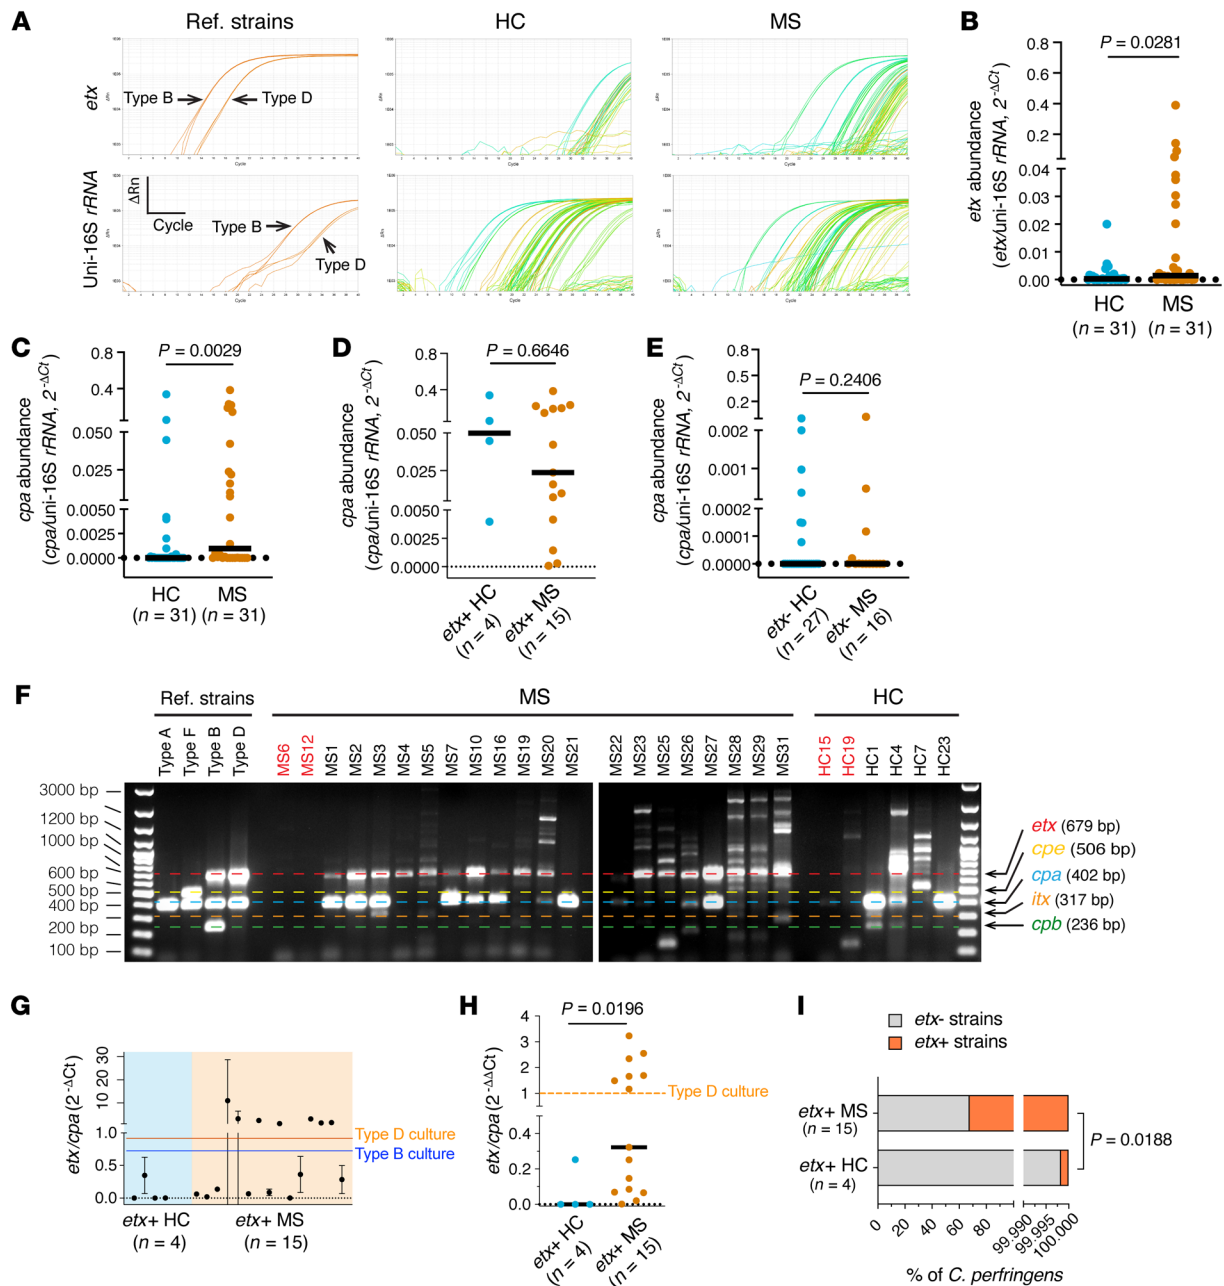 A
Ref. strains
HC
MS
etx
Type B
Type D
Cycle
Cycle
Cycle
Uni-16S rRNA
ΔRn
Cycle
Type B
Type D
Cycle
Cycle
Cycle
B
P = 0.0281
etx abundance
(etx/uni-16S rRNA, 2^-ΔCt)
0.8
0.6
0.4
0.2
0.04
0.02
0.01
0.00
HC
(n = 31)
MS
(n = 31)
C
P = 0.0029
cpa abundance
(cpa/uni-16S rRNA, 2^-ΔCt)
0.8
0.4
0.050
0.025
0.0050
0.0025
0.0000
HC
(n = 31)
MS
(n = 31)
D
P = 0.6646
cpa abundance
(cpa/uni-16S rRNA, 2^-ΔCt)
0.8
0.4
0.050
0.025
0.0050
0.0025
0.0000
etx+ HC
(n = 4)
etx+ MS
(n = 15)
E
P = 0.2406
cpa abundance
(cpa/uni-16S rRNA, 2^-ΔCt)
0.8
0.5
0.2
0.002
0.001
0.0002
0.0001
0.0000
etx- HC
(n = 27)
etx- MS
(n = 16)
F
Ref. strains
MS
HC
Type A
Type F
Type B
Type D
MS6
MS12
MS1
MS2
MS3
MS4
MS5
MS7
MS10
MS16
MS19
MS20
MS21
MS22
MS23
MS25
MS26
MS27
MS28
MS29
MS31
HC15
HC19
HC1
HC4
HC7
HC23
3000 bp
1200 bp
1000 bp
600 bp
500 bp
400 bp
200 bp
100 bp
etx (679 bp)
cpe (506 bp)
cpa (402 bp)
itx (317 bp)
cpb (236 bp)
G
etx/cpa (2^-ΔCt)
30
20
10
1.0
0.5
0.0
Type D culture
Type B culture
etx+ HC
(n = 4)
etx+ MS
(n = 15)
H
P = 0.0196
etx/cpa (2^-ΔΔCt)
4
3
2
1
0.4
0.2
0.0
Type D culture
etx+ HC
(n = 4)
etx+ MS
(n = 15)
I
etx- strains
etx+ strains
etx+ MS
(n = 15)
etx+ HC
(n = 4)
P = 0.0188
0
20
40
60
80
99.990
99.995
100.000
% of C. perfringens